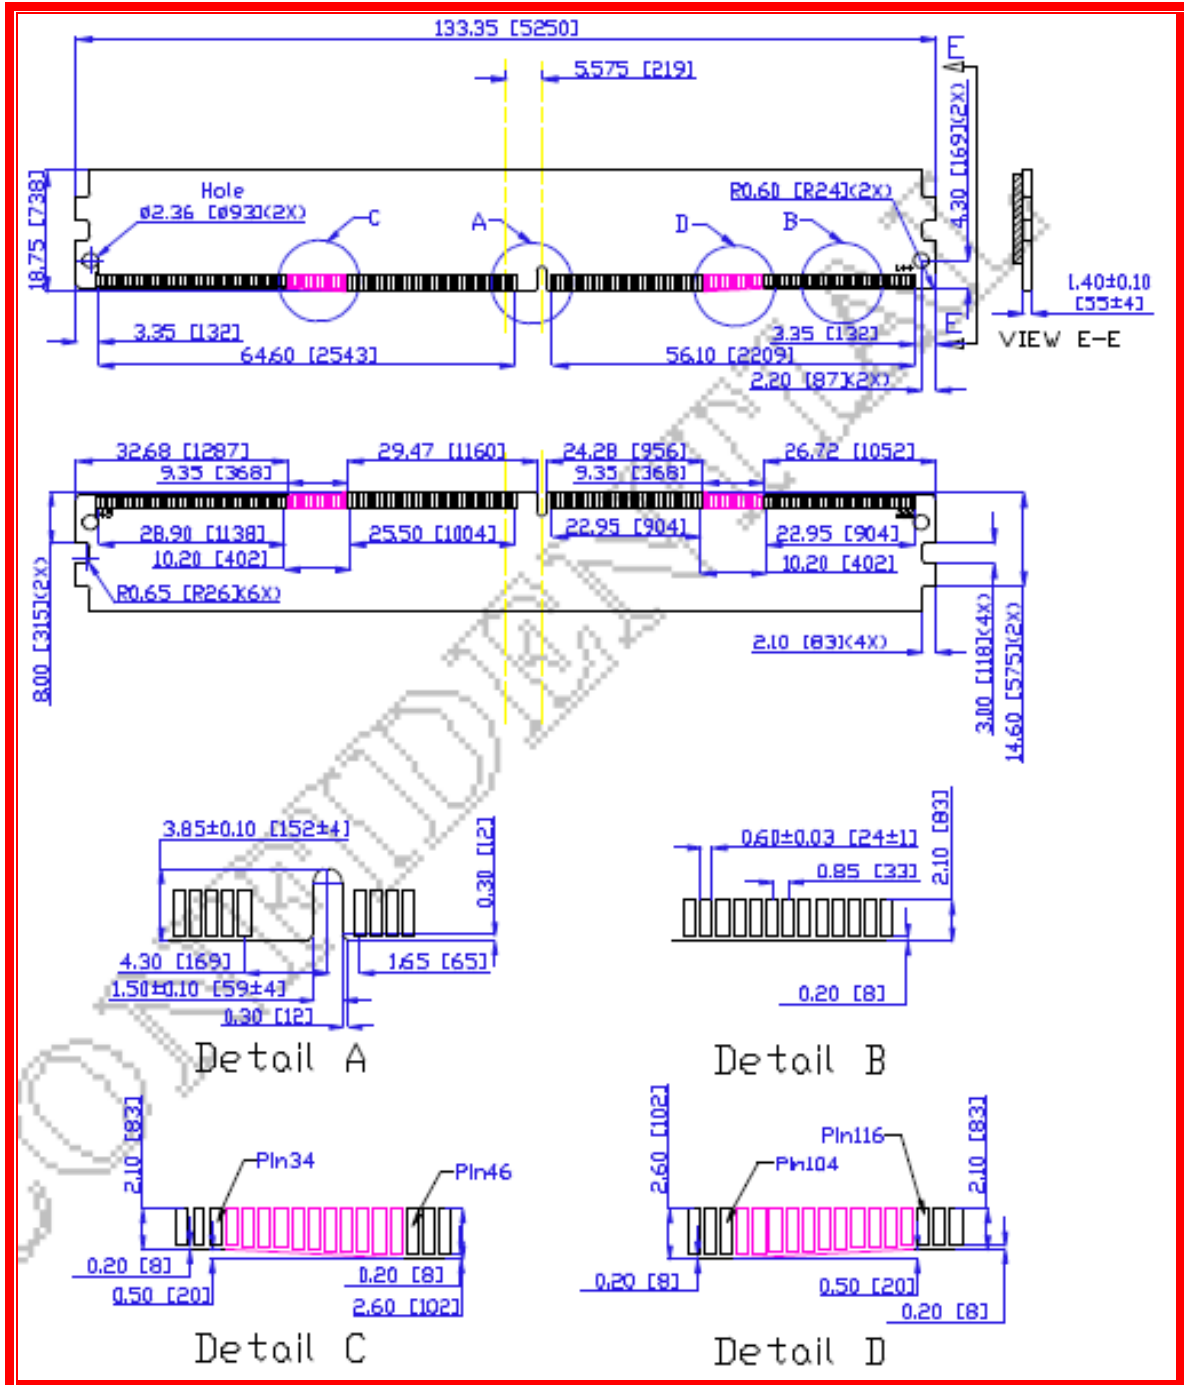 133.35 [5250]
5.575 [219]
E
4.30 [169](2X)
18.75 [738]
Hole
ø2.36 [ø93](2X)
C
A
D
B
R0.60 [R24](2X)
1.40±0.10
[55±4]
VIEW E-E
E
3.35 [132]
3.35 [132]
64.60 [2543]
56.10 [2209]
2.20 [87](2X)
32.68 [1287]
29.47 [1160]
24.28 [956]
26.72 [1052]
9.35 [368]
9.35 [368]
28.90 [1138]
25.50 [1004]
22.95 [904]
22.95 [904]
10.20 [402]
10.20 [402]
R0.65 [R26](6X)
8.00 [315](2X)
2.10 [83](4X)
3.00 [118](4X)
14.60 [575](2X)
3.85±0.10 [152±4]
0.30 [12]
4.30 [169]
1.65 [65]
1.50±0.10 [59±4]
0.30 [12]
Detail A
0.60±0.03 [24±1]
0.85 [33]
2.10 [83]
0.20 [8]
Detail B
2.10 [83]
Pin34
Pin46
0.20 [8]
0.50 [20]
0.20 [8]
2.60 [102]
Detail C
2.60 [102]
Pin116
Pin104
2.10 [83]
0.20 [8]
0.50 [20]
0.20 [8]
Detail D
CONFIDENTIAL